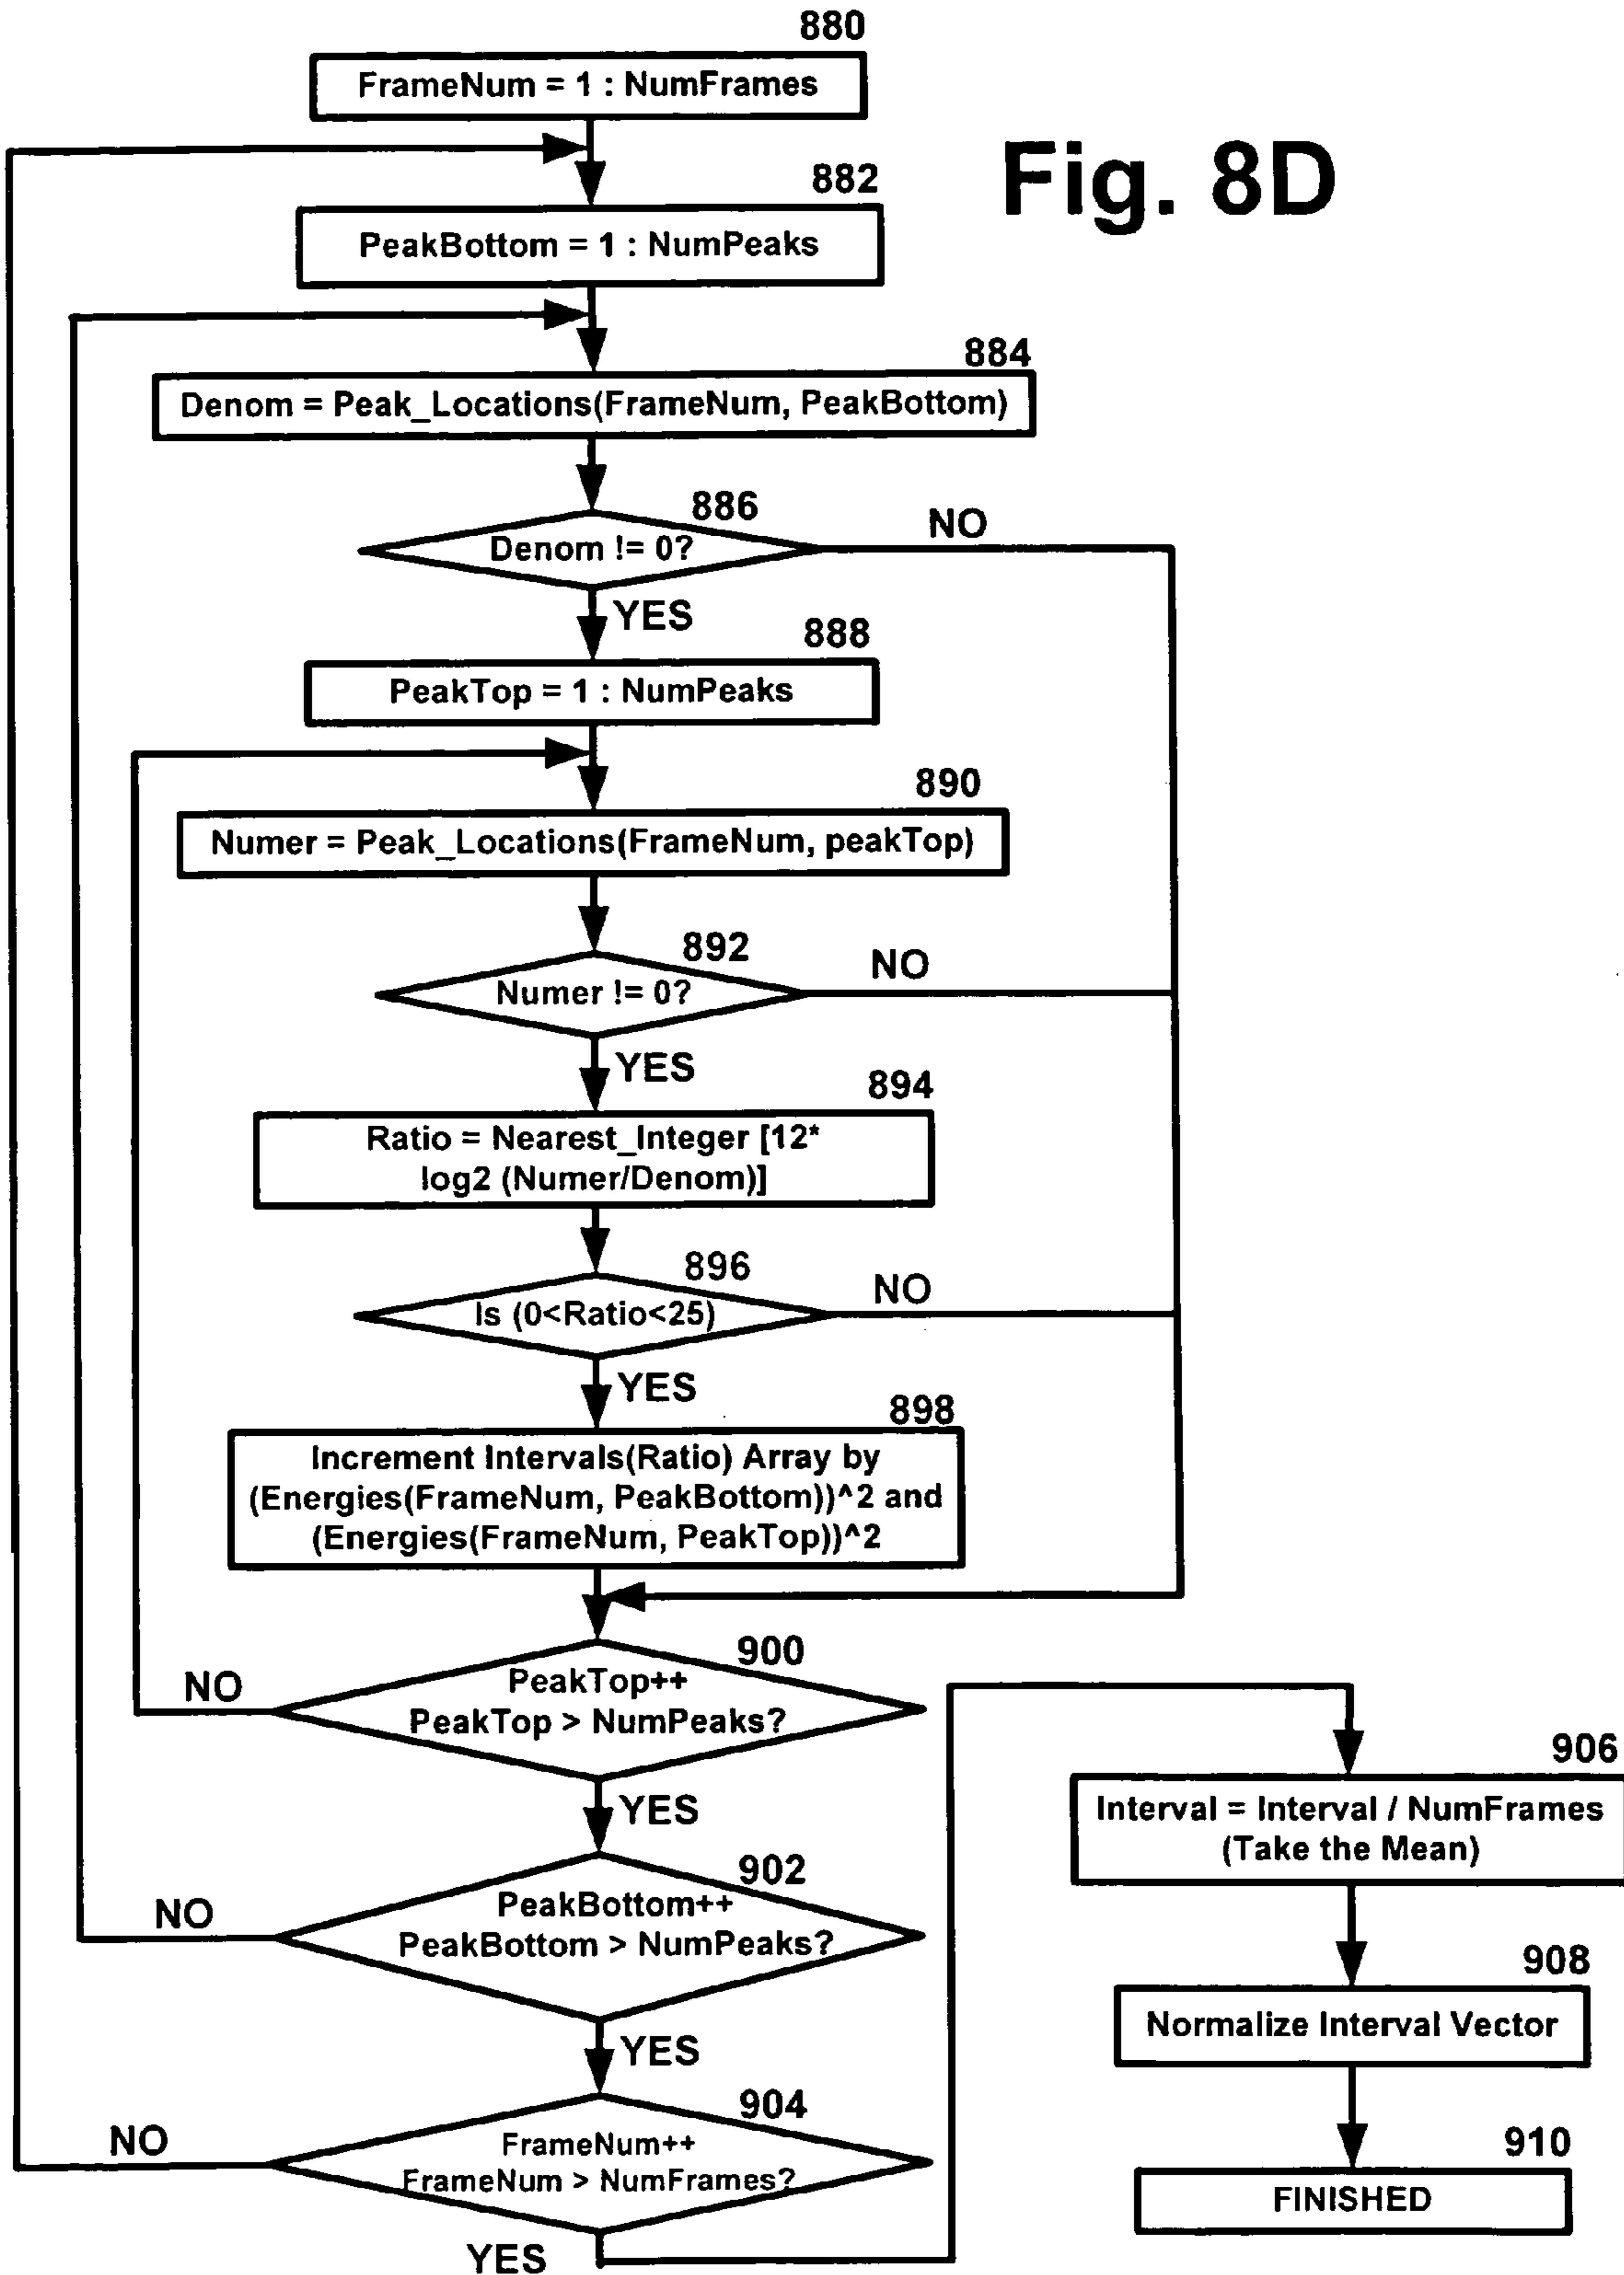 880
FrameNum = 1 : NumFrames
Fig. 8D
882
PeakBottom = 1 : NumPeaks
884
Denom = Peak_Locations(FrameNum, PeakBottom)
886
NO
Denom != 0?
YES
888
PeakTop = 1 : NumPeaks
890
Numer = Peak_Locations(FrameNum, peakTop)
892
NO
Numer != 0?
YES
894
Ratio = Nearest_Integer [12*
log2 (Numer/Denom)]
896
NO
Is (0<Ratio<25)
YES
898
Increment Intervals(Ratio) Array by
(Energies(FrameNum, PeakBottom))^2 and
(Energies(FrameNum, PeakTop))^2
900
NO
PeakTop++
PeakTop > NumPeaks?
YES
902
NO
PeakBottom++
PeakBottom > NumPeaks?
YES
904
NO
FrameNum++
FrameNum > NumFrames?
YES
906
Interval = Interval / NumFrames
(Take the Mean)
908
Normalize Interval Vector
910
FINISHED